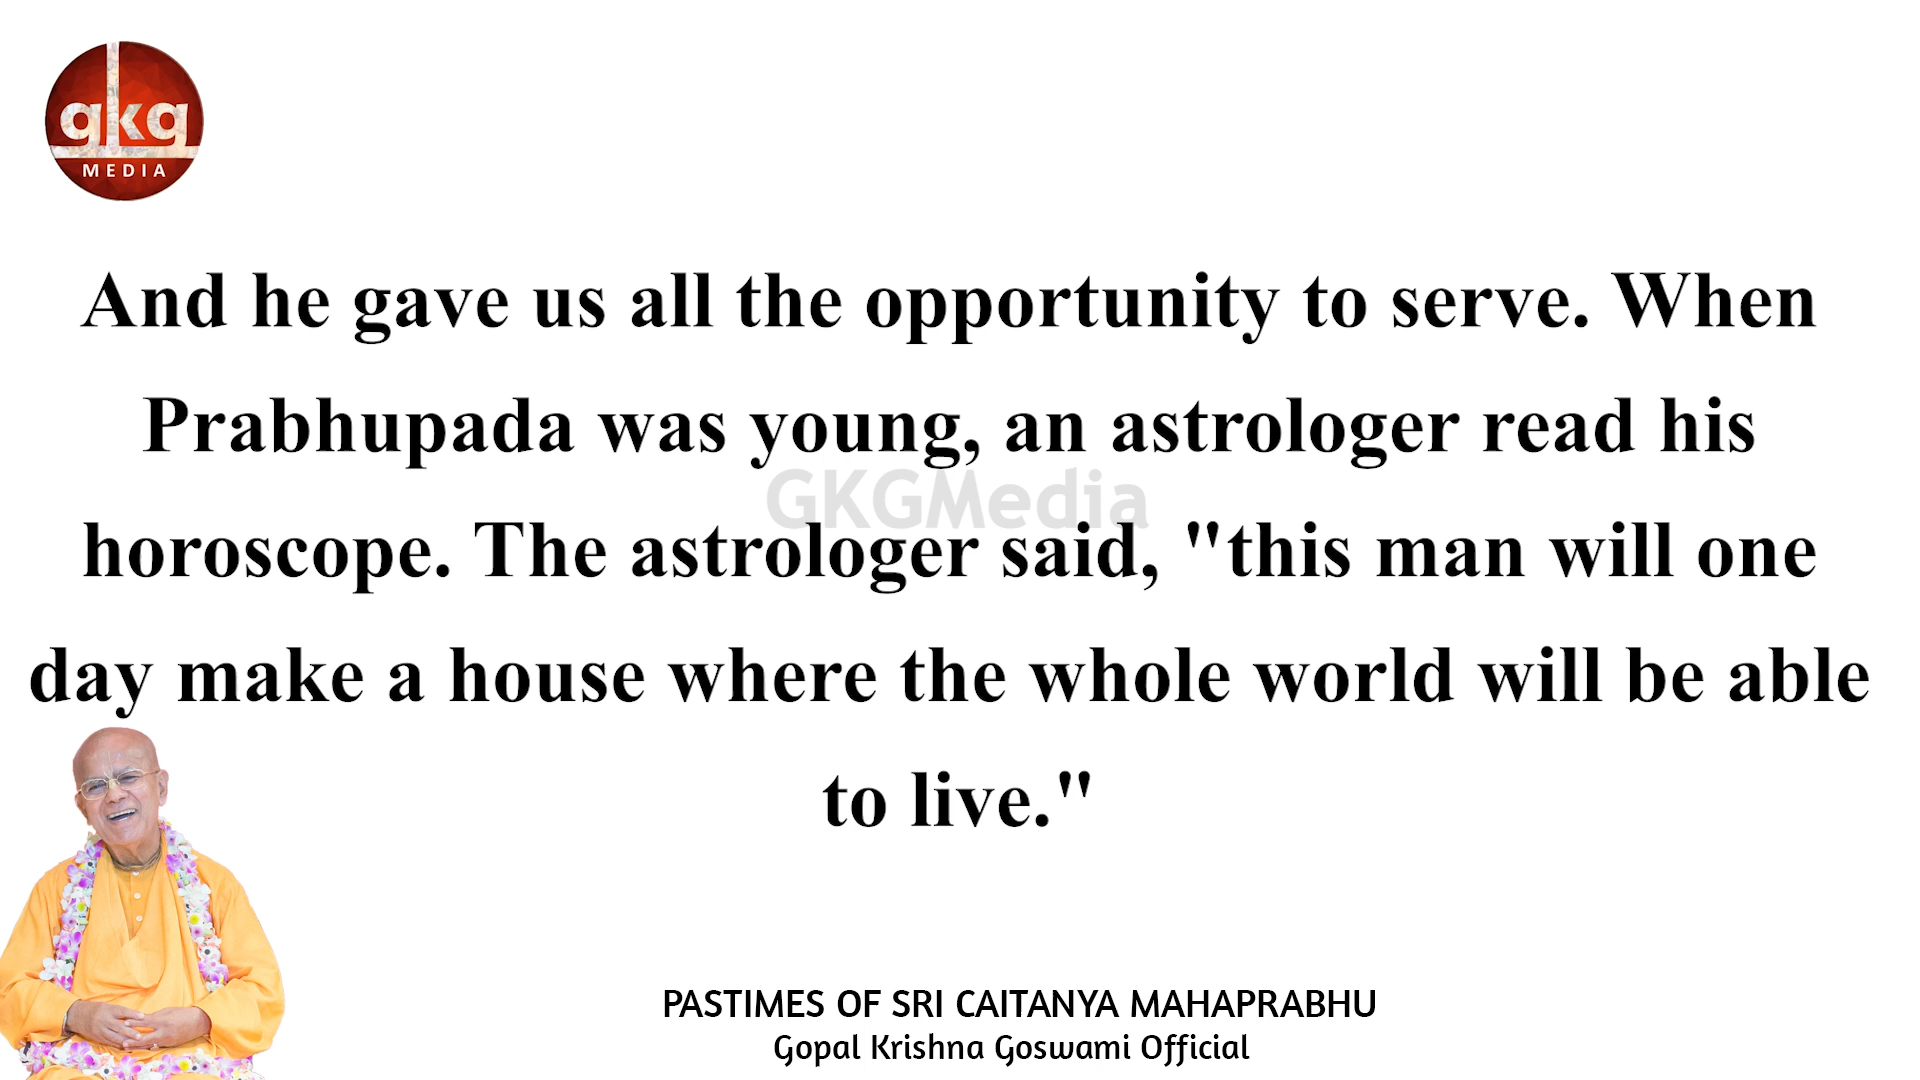 gkg
MEDIA
And he gave us all the opportunity to serve. When
Prabhupada was young, an astrologer read his
GKGMedia
horoscope. The astrologer said, "this man will one
day make a house where the whole world will be able
to live."
PASTIMES OF SRI CAITANYA MAHAPRABHU
Gopal Krishna Goswami Official